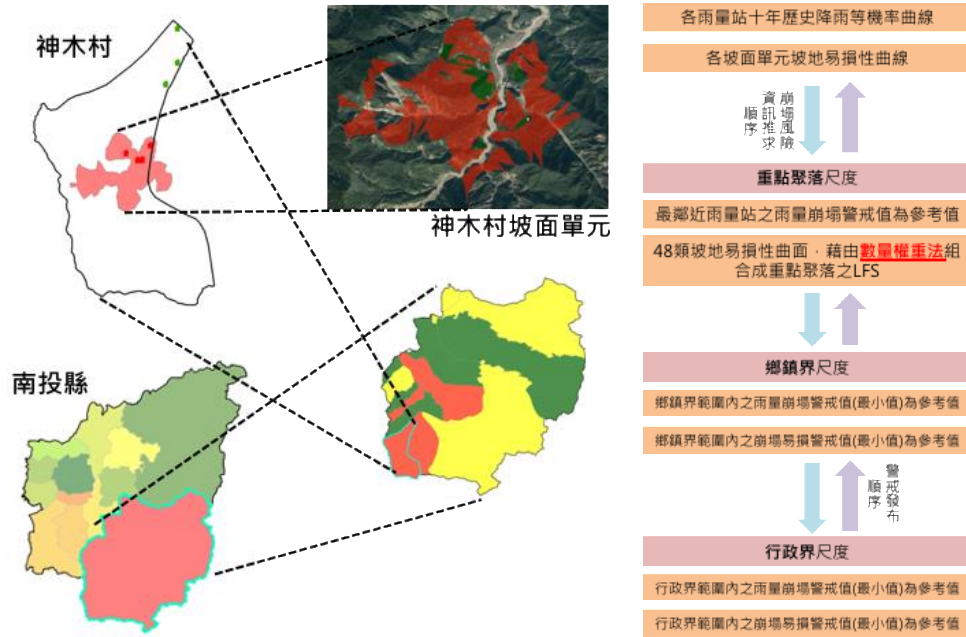 神木村
神木村坡面單元
南投縣
各雨量站十年歷史降雨等機率曲線
各坡面單元坡地易損性曲線
崩塌風險
資訊推求
順序
重點聚落尺度
最鄰近雨量站之雨量崩塌警戒值為參考值
48類坡地易損性曲面，藉由數量權重法組
合成重點聚落之LFS
鄉鎮界尺度
鄉鎮界範圍內之雨量崩塌警戒值(最小值)為參考值
鄉鎮界範圍內之崩塌易損警戒值(最小值)為參考值
警戒發布
順序
行政界尺度
行政界範圍內之雨量崩塌警戒值(最小值)為參考值
行政界範圍內之崩塌易損警戒值(最小值)為參考值